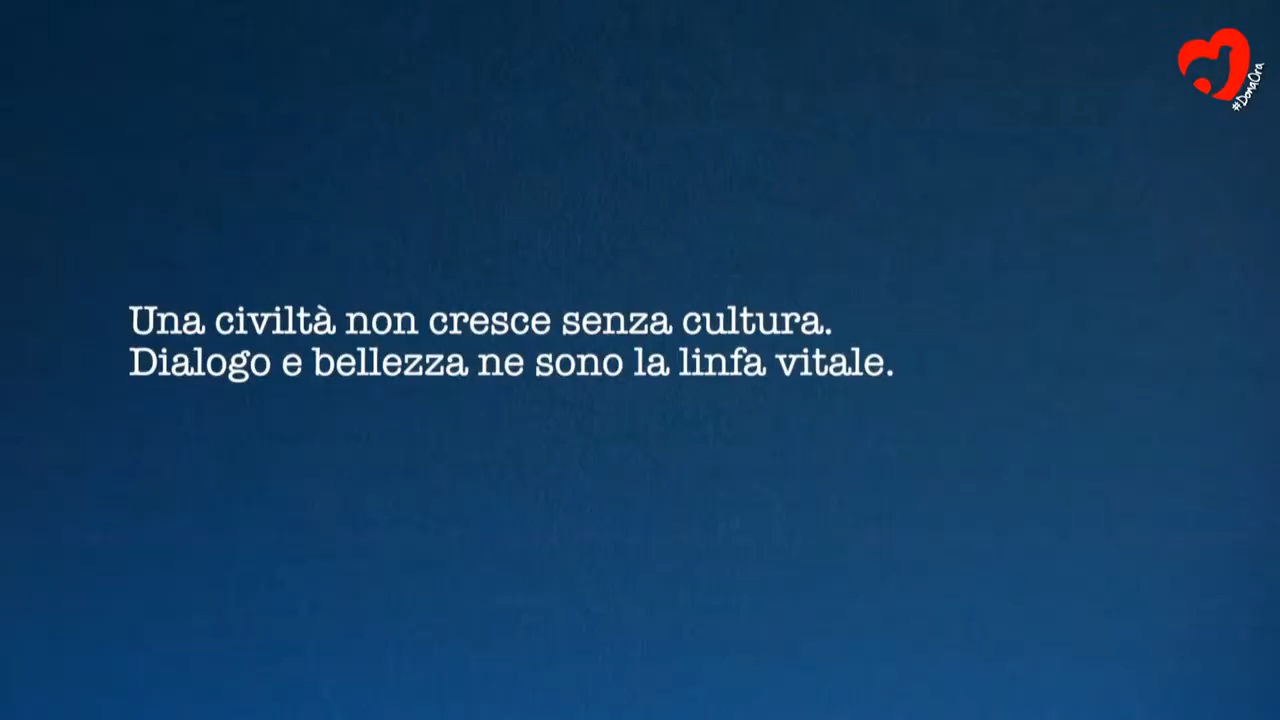 #DonaOra
Una civiltà non cresce senza cultura.
Dialogo e bellezza ne sono la linfa vitale.